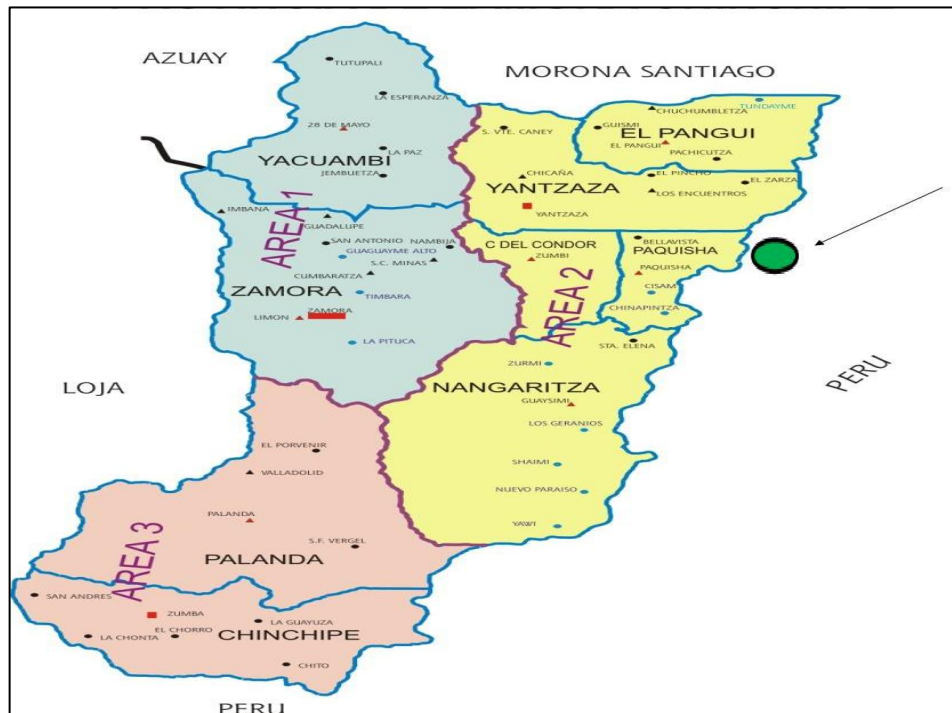 AZUAY
MORONA SANTIAGO
TUTUPALI
LA ESPERANZA
28 DE MAYO
LA PAZ
YACUAMBI
JEMBUETZA
S. VTE. CANEY
CHUCHUMBLETZA
TUNDAYME
GUISMI
EL PANGUI
EL PANGUI
PACHICUTZA
CHICAÑA
EL PINCHO
EL ZARZA
YANTZAZA
LOS ENCUENTROS
YANTZAZA
IMBANA
AREA 1
GUADALUPE
SAN ANTONIO
NAMBIJA
GUAGUAYME ALTO
S.C. MINAS
CUMBARATZA
ZAMORA
TIMBARA
LIMON
ZAMORA
LA PITUCA
C DEL CONDOR
ZUMBI
AREA 2
BELLAVISTA
PAQUISHA
PAQUISHA
CISAM
CHINAPINTZA
STA. ELENA
ZURMI
NANGARITZA
GUAYSIMI
LOS GERANIOS
SHAIMI
NUEVO PARAISO
YAWI
LOJA
PERU
EL PORVENIR
VALLADOLID
PALANDA
S.F. VERGEL
AREA 3
PALANDA
SAN ANDRES
ZUMBA
LA GUAYUZA
EL CHORRO
LA CHONTA
CHINCHIPE
CHITO
PERU